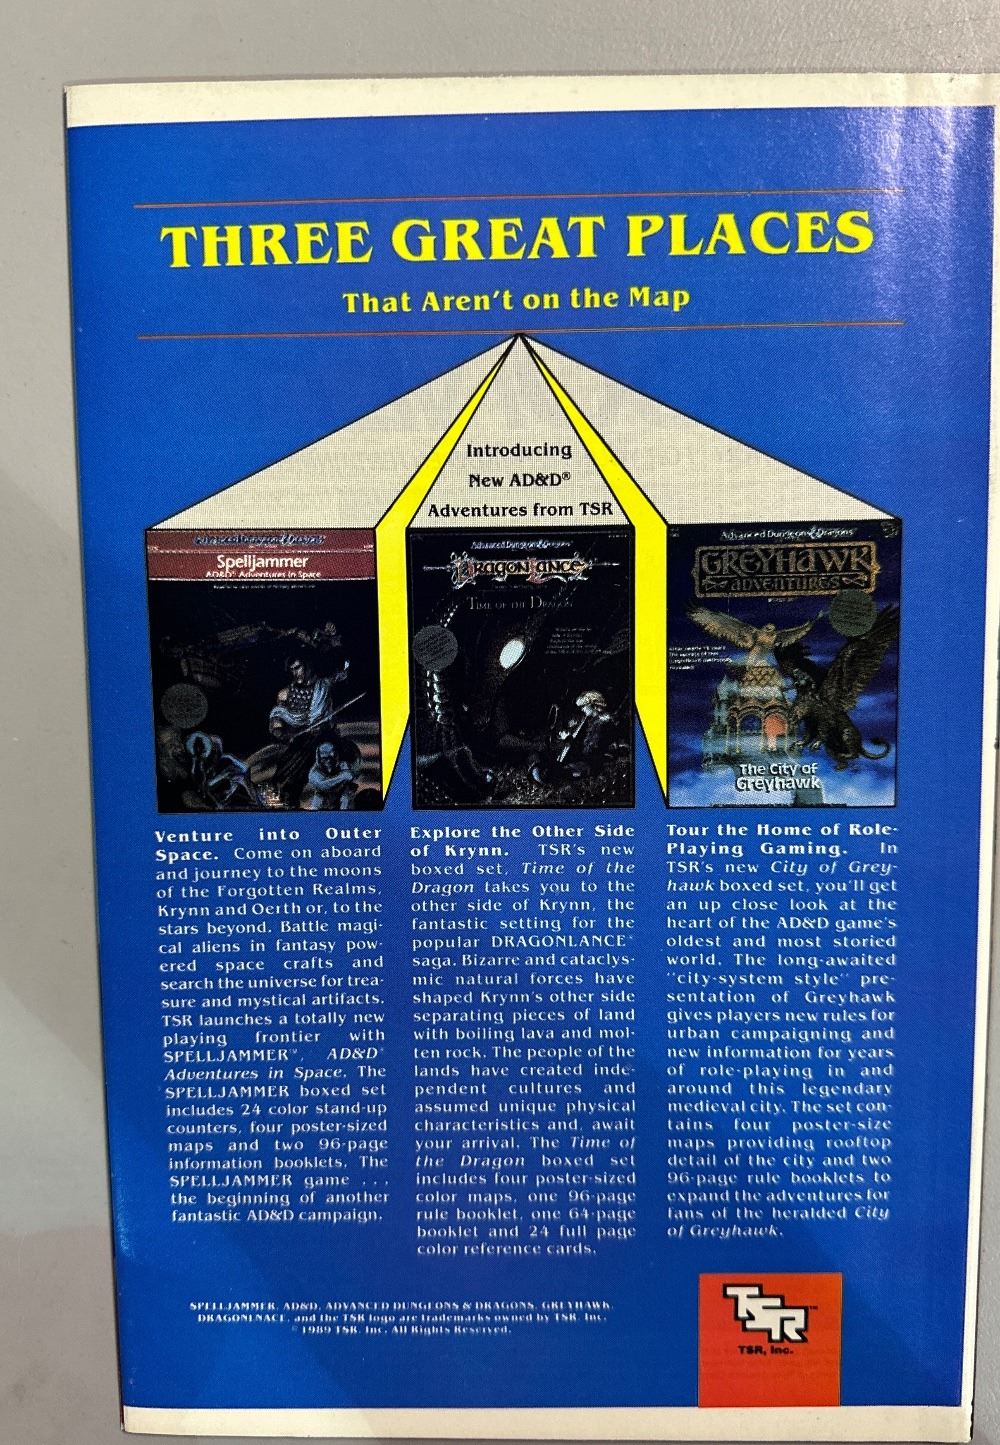 THREE GREAT PLACES
That Aren't on the Map
Introducing
New AD&D®
Adventures from TSR
Advanced Dungeons & Dragons
Spelljammer
AD&D® Adventures in Space
Advanced Dungeons & Dragons
DRAGONLANCE
TIME OF THE DRAGON
Advanced Dungeons & Dragons
GREYHAWK
ADVENTURES
The City of
Greyhawk
Venture into Outer
Space. Come on aboard
and journey to the moons
of the Forgotten Realms,
Krynn and Oerth or, to the
stars beyond. Battle magi-
cal aliens in fantasy pow-
ered space crafts and
search the universe for trea-
sure and mystical artifacts.
TSR launches a totally new
playing frontier with
SPELLJAMMER™, AD&D®
Adventures in Space. The
SPELLJAMMER boxed set
includes 24 color stand-up
counters, four poster-sized
maps and two 96-page
information booklets. The
SPELLJAMMER game . . .
the beginning of another
fantastic AD&D campaign.
Explore the Other Side
of Krynn. TSR's new
boxed set, Time of the
Dragon takes you to the
other side of Krynn, the
fantastic setting for the
popular DRAGONLANCE®
saga. Bizarre and cataclys-
mic natural forces have
shaped Krynn's other side
separating pieces of land
with boiling lava and mol-
ten rock. The people of the
lands have created inde-
pendent cultures and
assumed unique physical
characteristics and, await
your arrival. The Time of
the Dragon boxed set
includes four poster-sized
color maps, one 96-page
rule booklet, one 64-page
booklet and 24 full page
color reference cards.
Tour the Home of Role-
Playing Gaming. In
TSR's new City of Grey-
hawk boxed set, you'll get
an up close look at the
heart of the AD&D game's
oldest and most storied
world. The long-awaited
"city-system style" pre-
sentation of Greyhawk
gives players new rules for
urban campaigning and
new information for years
of role-playing in and
around this legendary
medieval city. The set con-
tains four poster-size
maps providing rooftop
detail of the city and two
96-page rule booklets to
expand the adventures for
fans of the heralded City
of Greyhawk.
SPELLJAMMER, AD&D, ADVANCED DUNGEONS & DRAGONS, GREYHAWK,
DRAGONLNACE, and the TSR logo are trademarks owned by TSR, Inc.
© 1989 TSR, Inc. All Rights Reserved.
TSR™
TSR, Inc.